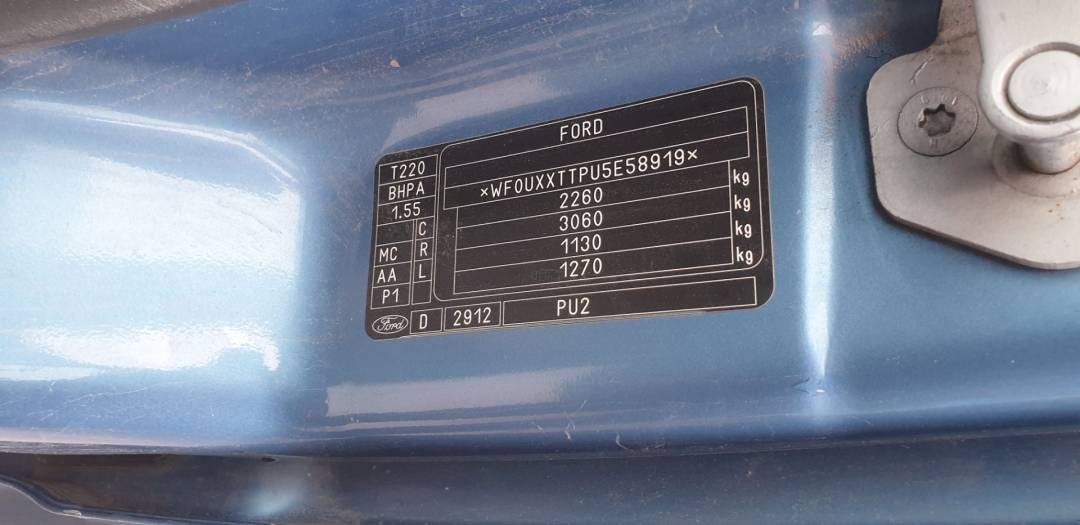 FORD
×WF0UXXTTPU5E58919×
2260 kg
3060 kg
1130 kg
1270 kg
T220
BHPA
1.55
C
MC R
AA L
P1
Ford D 2912 PU2